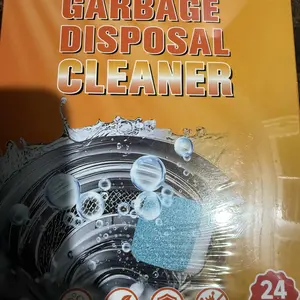 GARBAGE
DISPOSAL
CLEANER
24